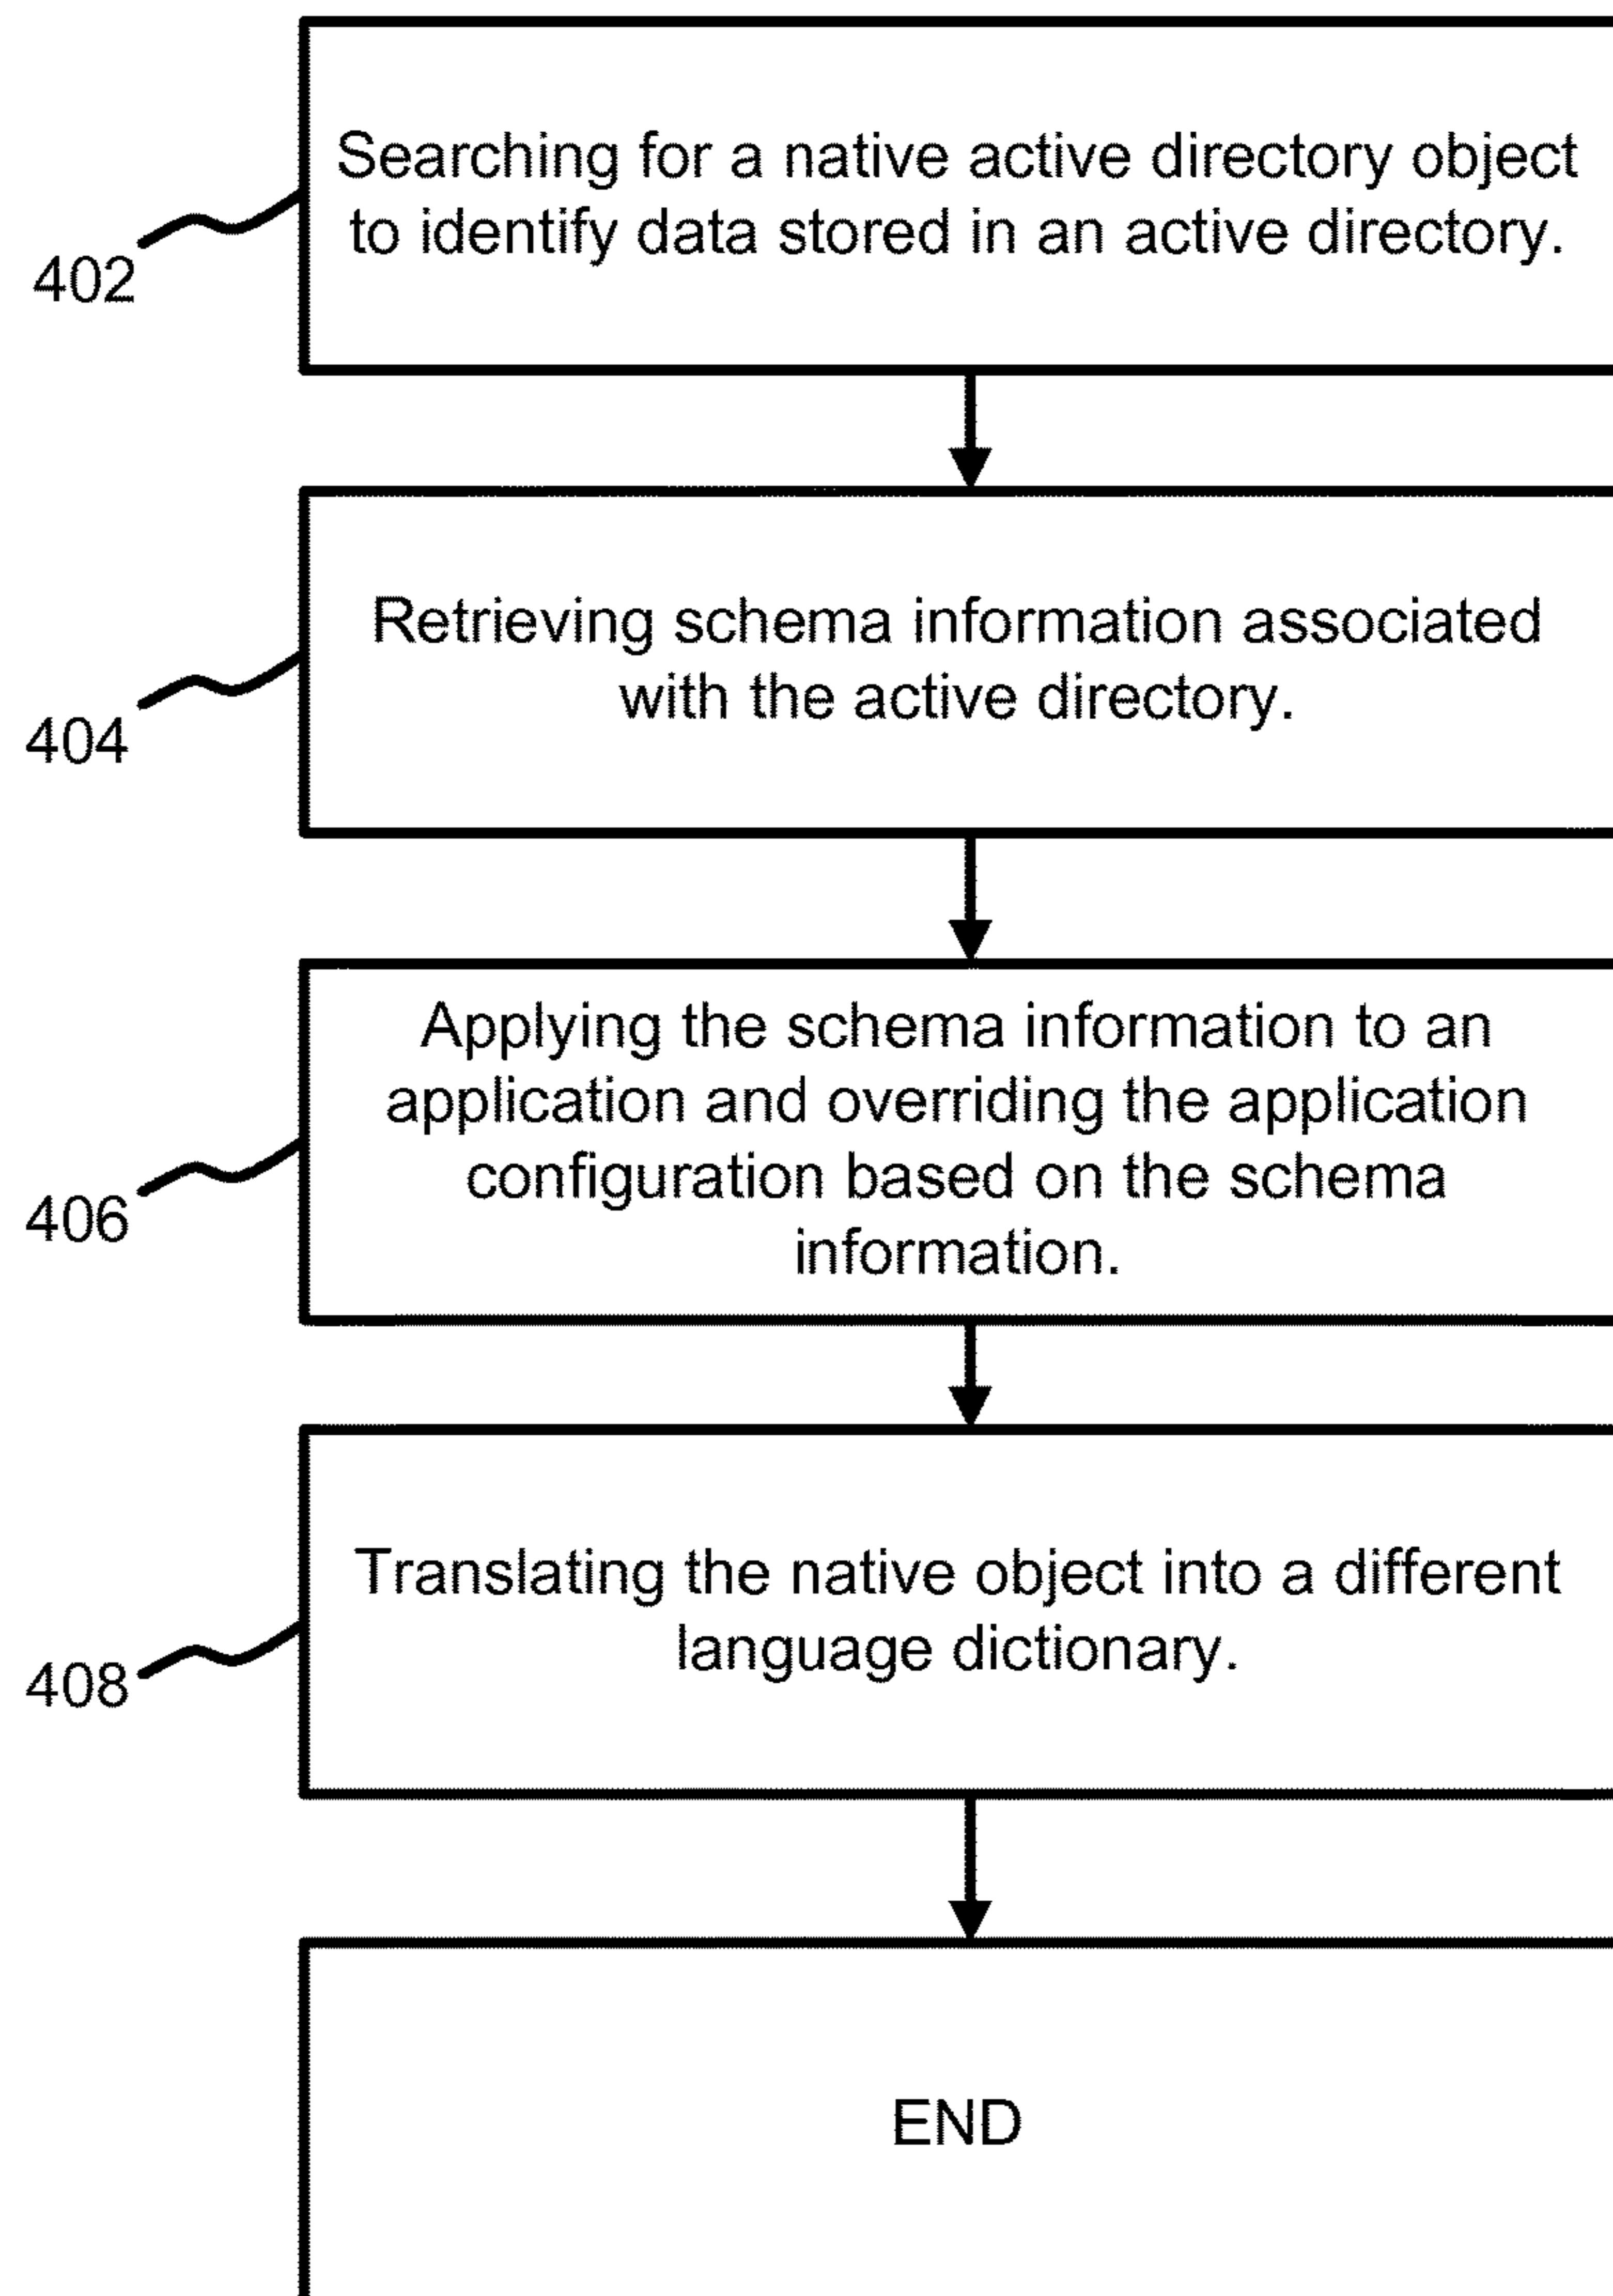 Searching for a native active directory object
to identify data stored in an active directory.
402
Retrieving schema information associated
with the active directory.
404
Applying the schema information to an
application and overriding the application
configuration based on the schema
information.
406
Translating the native object into a different
language dictionary.
408
END